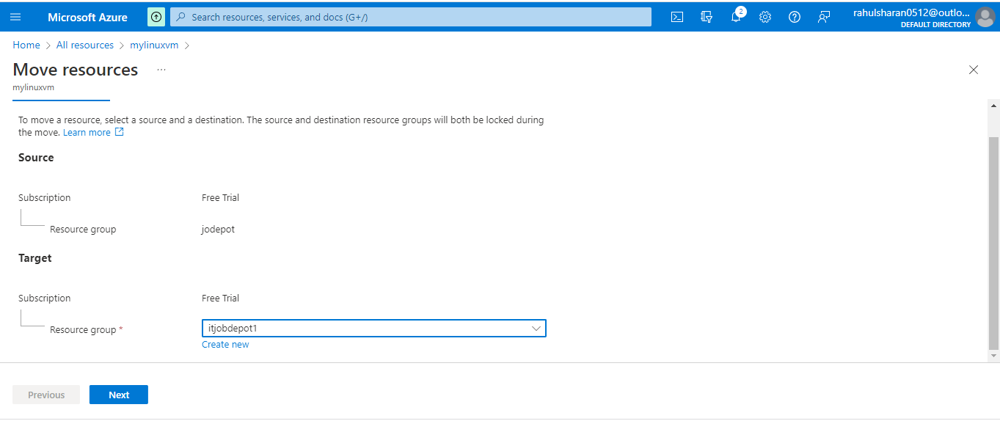 Microsoft Azure
Search resources, services, and docs (G+/)
2
rahulsharan0512@outlo...
DEFAULT DIRECTORY
Home > All resources > mylinuxvm >
Move resources ...
mylinuxvm
To move a resource, select a source and a destination. The source and destination resource groups will both be locked during
the move. Learn more
Source
Subscription Free Trial
Resource group jodepot
Target
Subscription Free Trial
Resource group * itjobdepot1
Create new
Previous Next